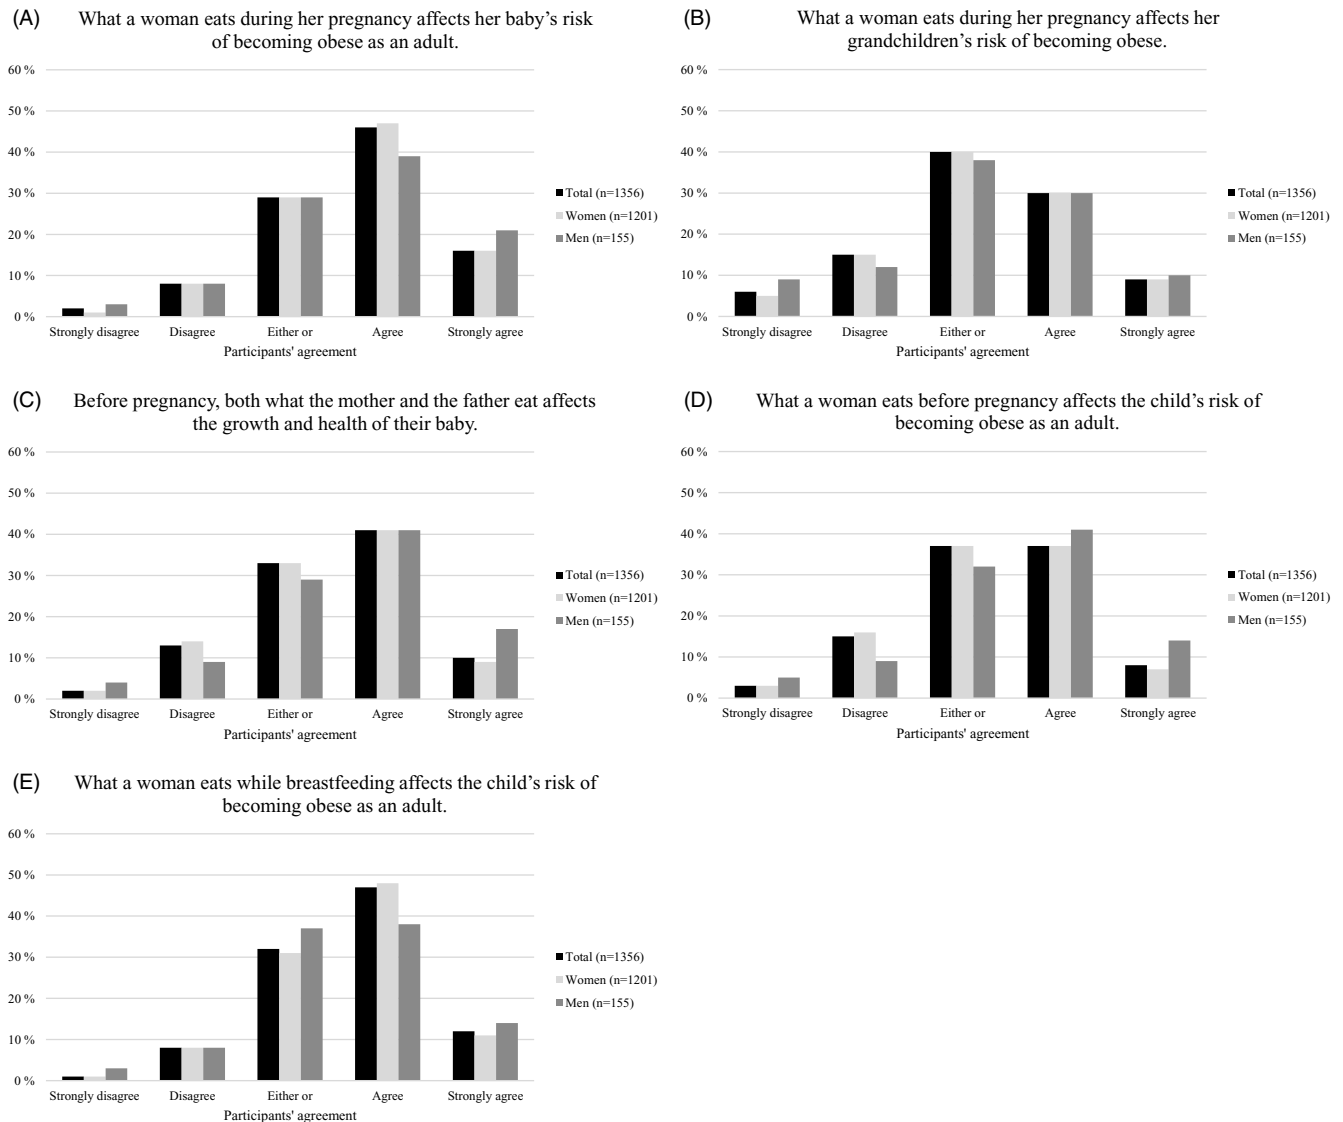 (A)
What a woman eats during her pregnancy affects her baby’s risk
of becoming obese as an adult.
60 %
50 %
40 %
30 %
20 %
10 %
0 %
Strongly disagree
Disagree
Either or
Agree
Strongly agree
Participants' agreement
Total (n=1356)
Women (n=1201)
Men (n=155)
(B)
What a woman eats during her pregnancy affects her
grandchildren’s risk of becoming obese.
60 %
50 %
40 %
30 %
20 %
10 %
0 %
Strongly disagree
Disagree
Either or
Agree
Strongly agree
Participants' agreement
Total (n=1356)
Women (n=1201)
Men (n=155)
(C)
Before pregnancy, both what the mother and the father eat affects
the growth and health of their baby.
60 %
50 %
40 %
30 %
20 %
10 %
0 %
Strongly disagree
Disagree
Either or
Agree
Strongly agree
Participants' agreement
Total (n=1356)
Women (n=1201)
Men (n=155)
(D)
What a woman eats before pregnancy affects the child’s risk of
becoming obese as an adult.
60 %
50 %
40 %
30 %
20 %
10 %
0 %
Strongly disagree
Disagree
Either or
Agree
Strongly agree
Participants' agreement
Total (n=1356)
Women (n=1201)
Men (n=155)
(E)
What a woman eats while breastfeeding affects the child’s risk of
becoming obese as an adult.
60 %
50 %
40 %
30 %
20 %
10 %
0 %
Strongly disagree
Disagree
Either or
Agree
Strongly agree
Participants' agreement
Total (n=1356)
Women (n=1201)
Men (n=155)